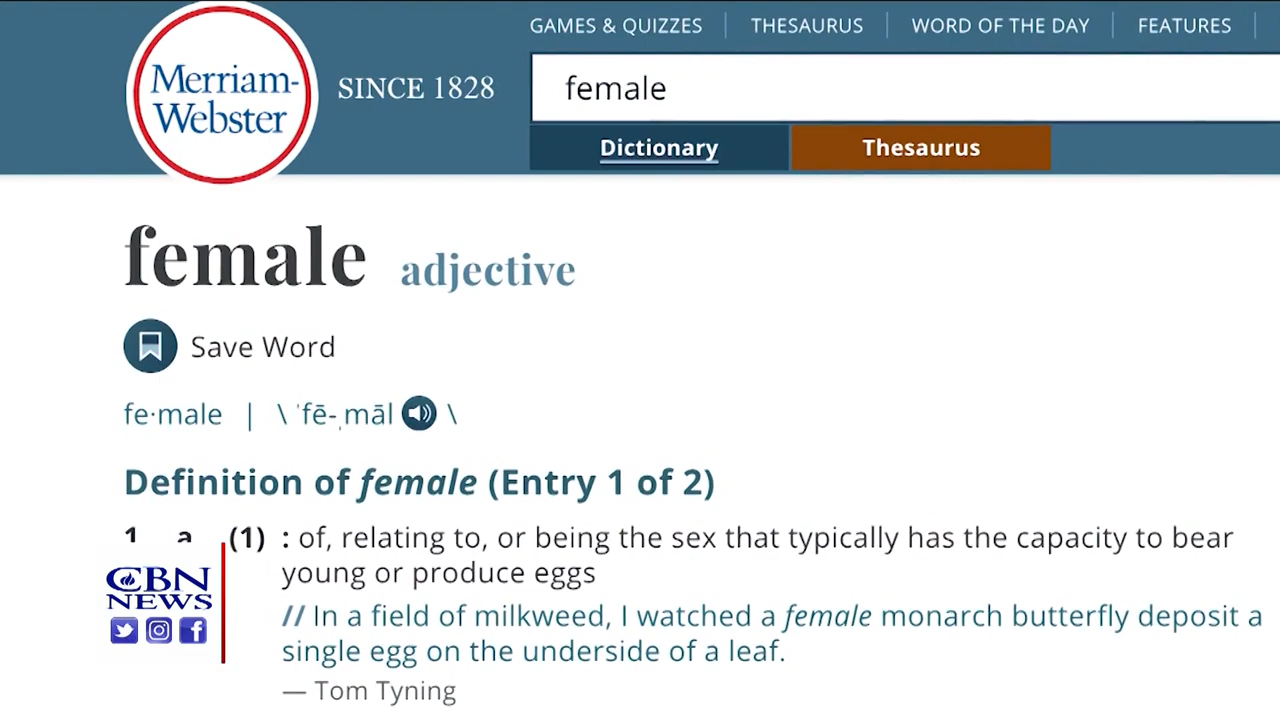 GAMES & QUIZZES | THESAURUS | WORD OF THE DAY | FEATURES |
Merriam-
Webster
SINCE 1828
female
Dictionary
Thesaurus
female adjective
Save Word
fe·male | \ ˈfē-ˌmāl \
Definition of female (Entry 1 of 2)
1 a (1) : of, relating to, or being the sex that typically has the capacity to bear
young or produce eggs
// In a field of milkweed, I watched a female monarch butterfly deposit a
single egg on the underside of a leaf.
— Tom Tyning
CBN
NEWS